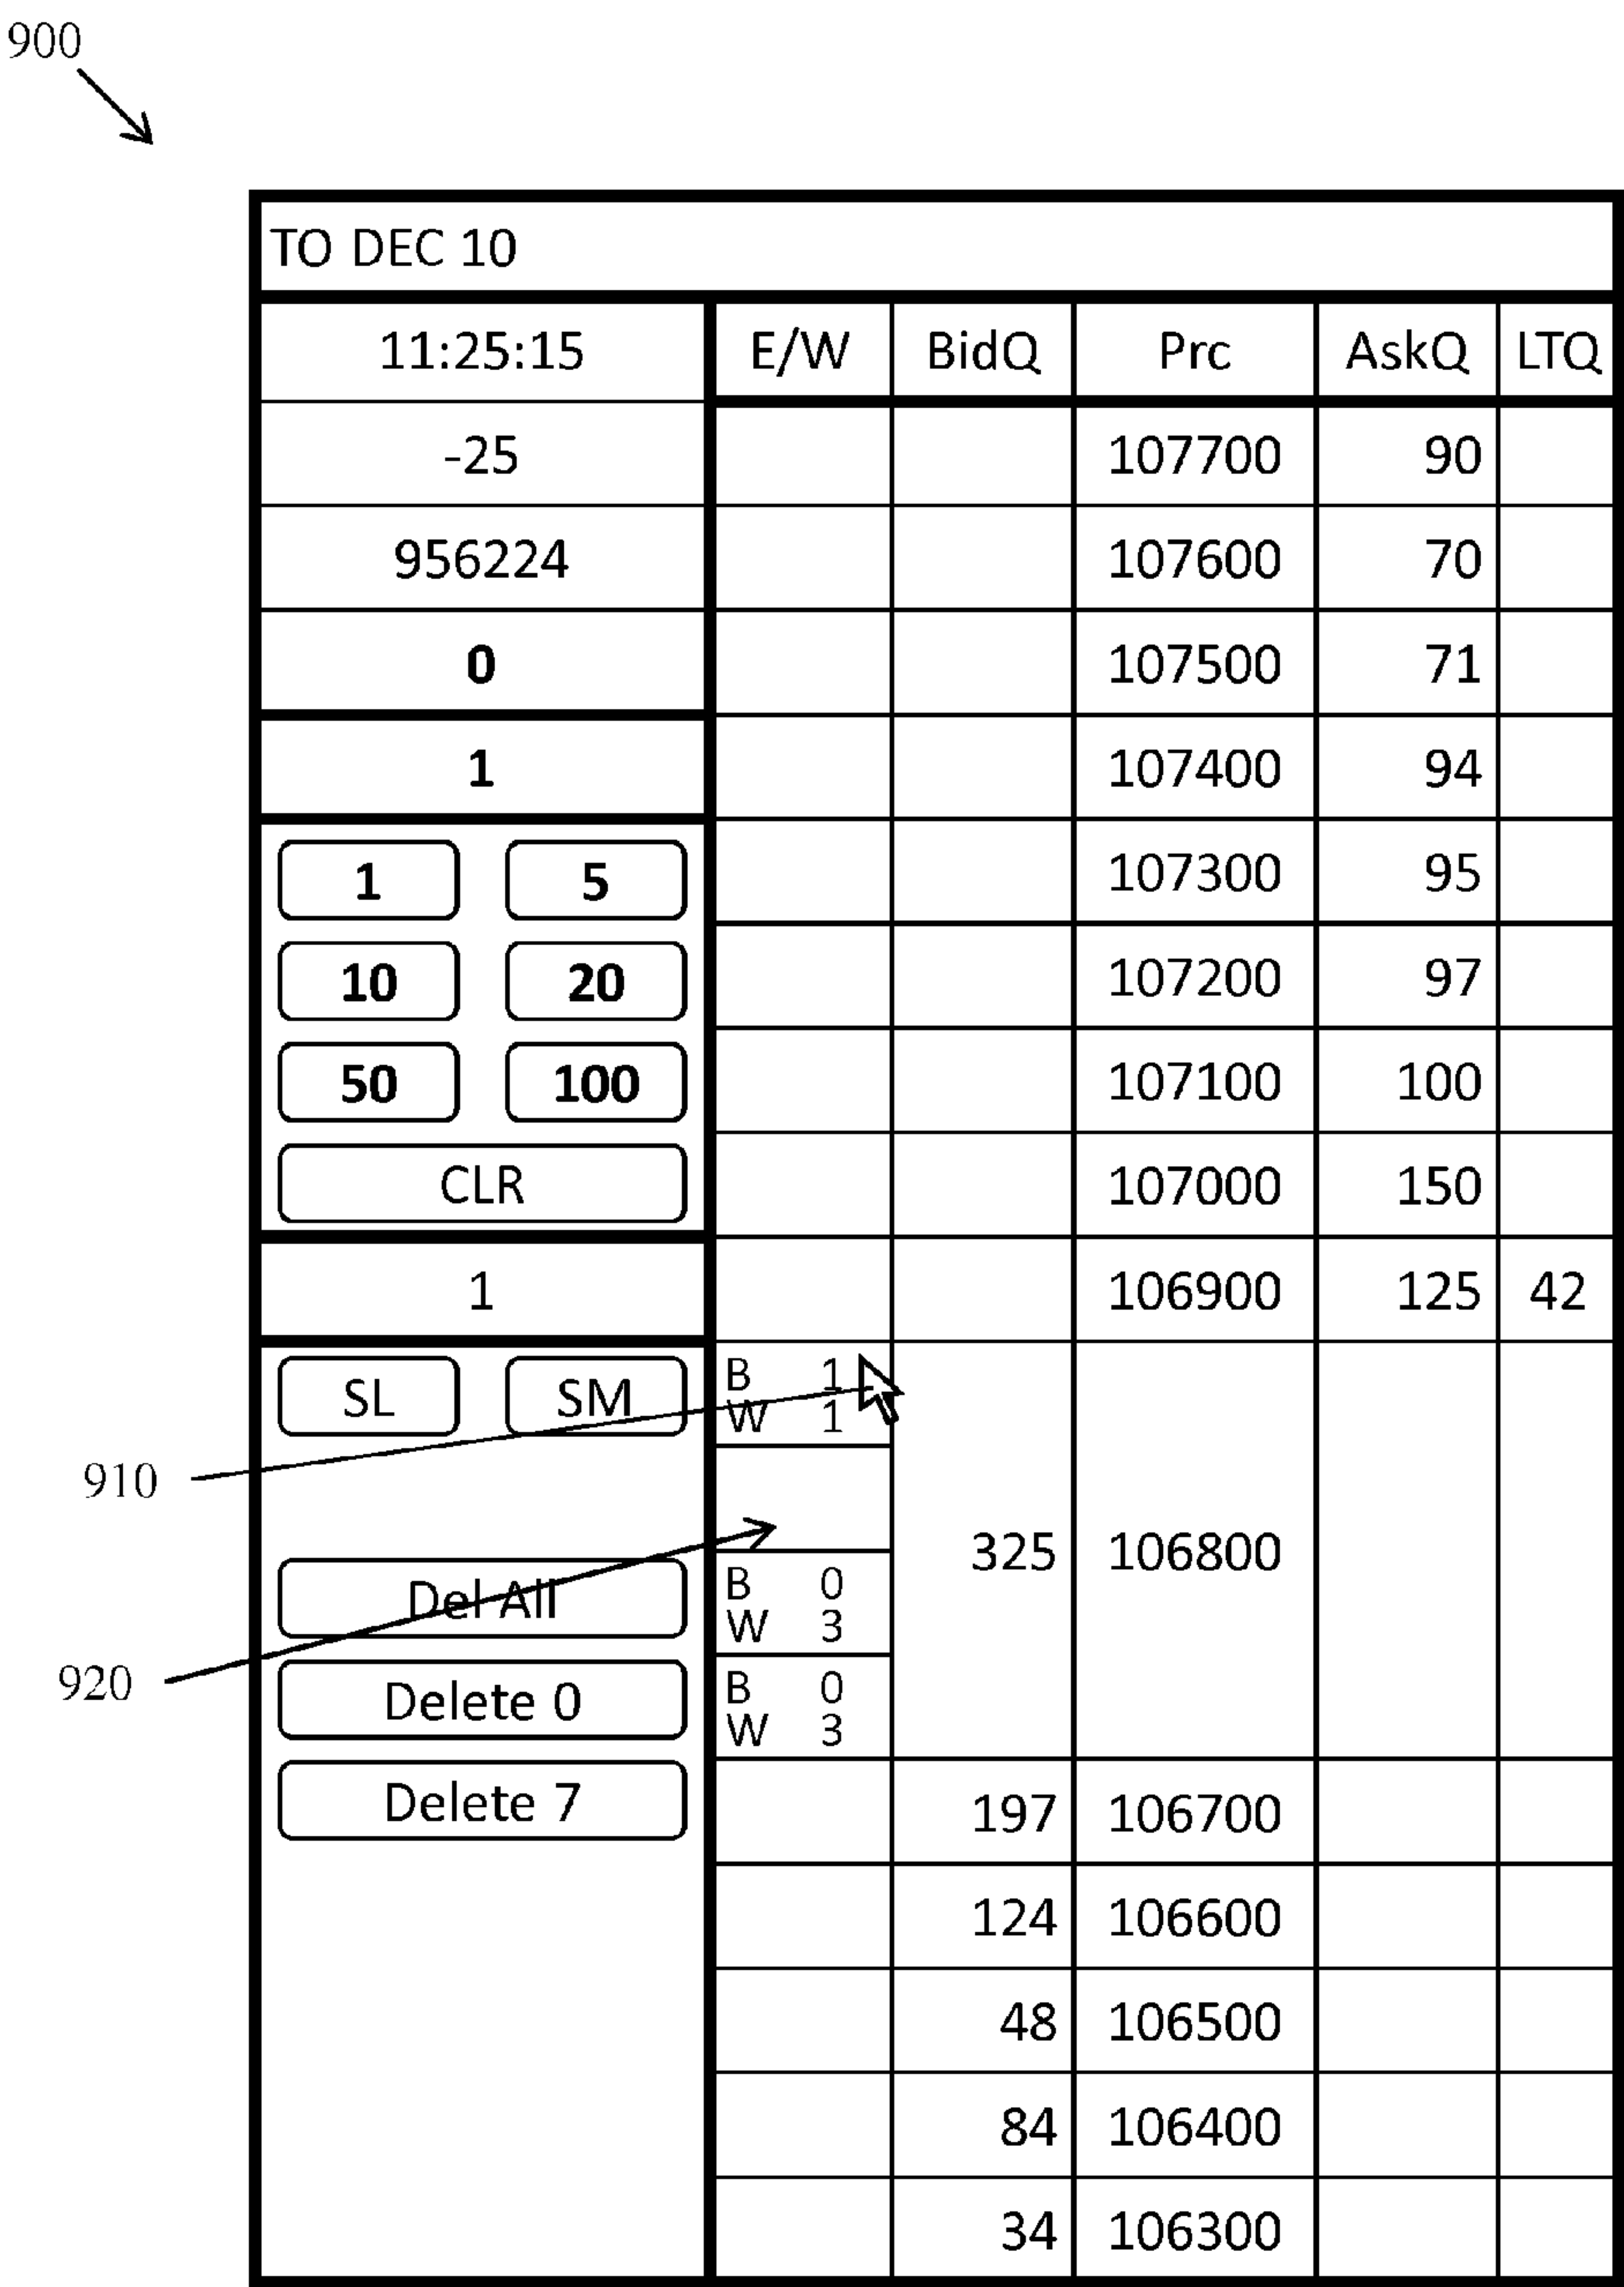 900
TO DEC 10
11:25:15 E/W BidQ Prc AskQ LTQ
-25 107700 90
956224 107600 70
0 107500 71
1 107400 94
1 5 107300 95
10 20 107200 97
50 100 107100 100
CLR 107000 150
1 106900 125 42
SL SM B 1
W 1
910
325 106800
Del All B 0
W 3
920 Delete 0 B 0
W 3
Delete 7 197 106700
124 106600
48 106500
84 106400
34 106300